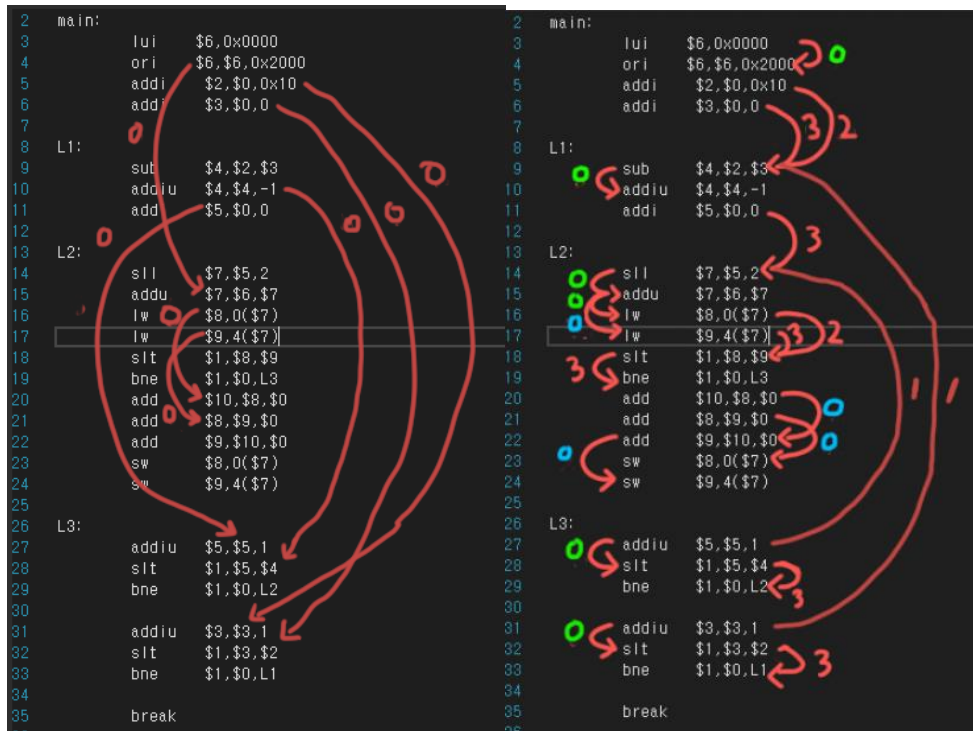 2 main:
3 lui $6,0x0000
4 ori $6,$6,0x2000
5 addi $2,$0,0x10
6 addi $3,$0,0
7
8 L1:
9 sub $4,$2,$3
10 addiu $4,$4,-1
11 add $5,$0,0
12
13 L2:
14 sll $7,$5,2
15 addu $7,$6,$7
16 lw $8,0($7)
17 lw $9,4($7)
18 slt $1,$8,$9
19 bne $1,$0,L3
20 add $10,$8,$0
21 add $8,$9,$0
22 add $9,$10,$0
23 sw $8,0($7)
24 sw $9,4($7)
25
26 L3:
27 addiu $5,$5,1
28 slt $1,$5,$4
29 bne $1,$0,L2
30
31 addiu $3,$3,1
32 slt $1,$3,$2
33 bne $1,$0,L1
34
35 break
0
0
0
0
0
0
0
2 main:
3 lui $6,0x0000
4 ori $6,$6,0x2000
5 addi $2,$0,0x10
6 addi $3,$0,0
7
8 L1:
9 sub $4,$2,$3
10 addiu $4,$4,-1
11 addi $5,$0,0
12
13 L2:
14 sll $7,$5,2
15 addu $7,$6,$7
16 lw $8,0($7)
17 lw $9,4($7)
18 slt $1,$8,$9
19 bne $1,$0,L3
20 add $10,$8,$0
21 add $8,$9,$0
22 add $9,$10,$0
23 sw $8,0($7)
24 sw $9,4($7)
25
26 L3:
27 addiu $5,$5,1
28 slt $1,$5,$4
29 bne $1,$0,L2
30
31 addiu $3,$3,1
32 slt $1,$3,$2
33 bne $1,$0,L1
34
35 break
0
3 2
0
3
0
0
0
3 2
3
1 1
0
0
0
0
3
0
3